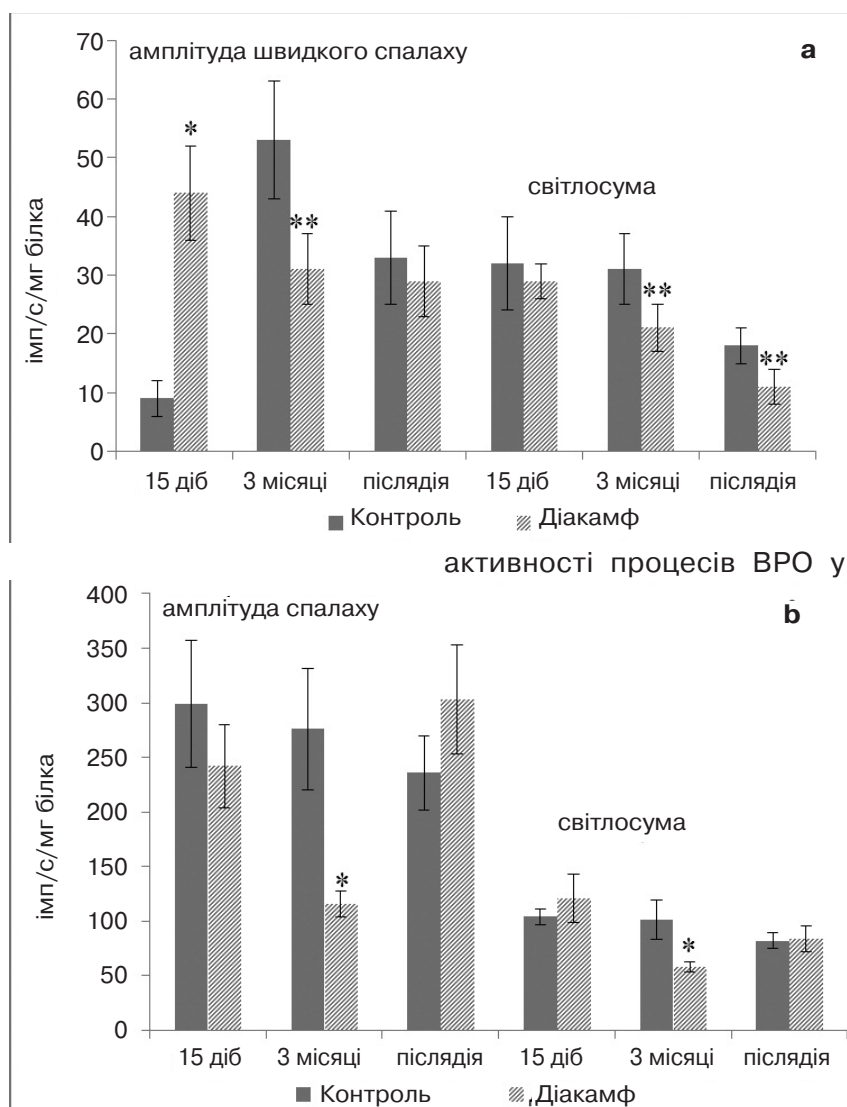 70
амплітуда швидкого спалаху
а
60
*
50
світлосума
40
**
30
**
20
**
10
0
імп/с/мг білка
15 діб 3 місяці післядія 15 діб 3 місяці післядія
Контроль Діакамф
активності процесів ВРО у
400
амплітуда спалаху
b
350
300
250
світлосума
200
150
*
100
*
50
0
імп/с/мг білка
15 діб 3 місяці післядія 15 діб 3 місяці післядія
Контроль Діакамф